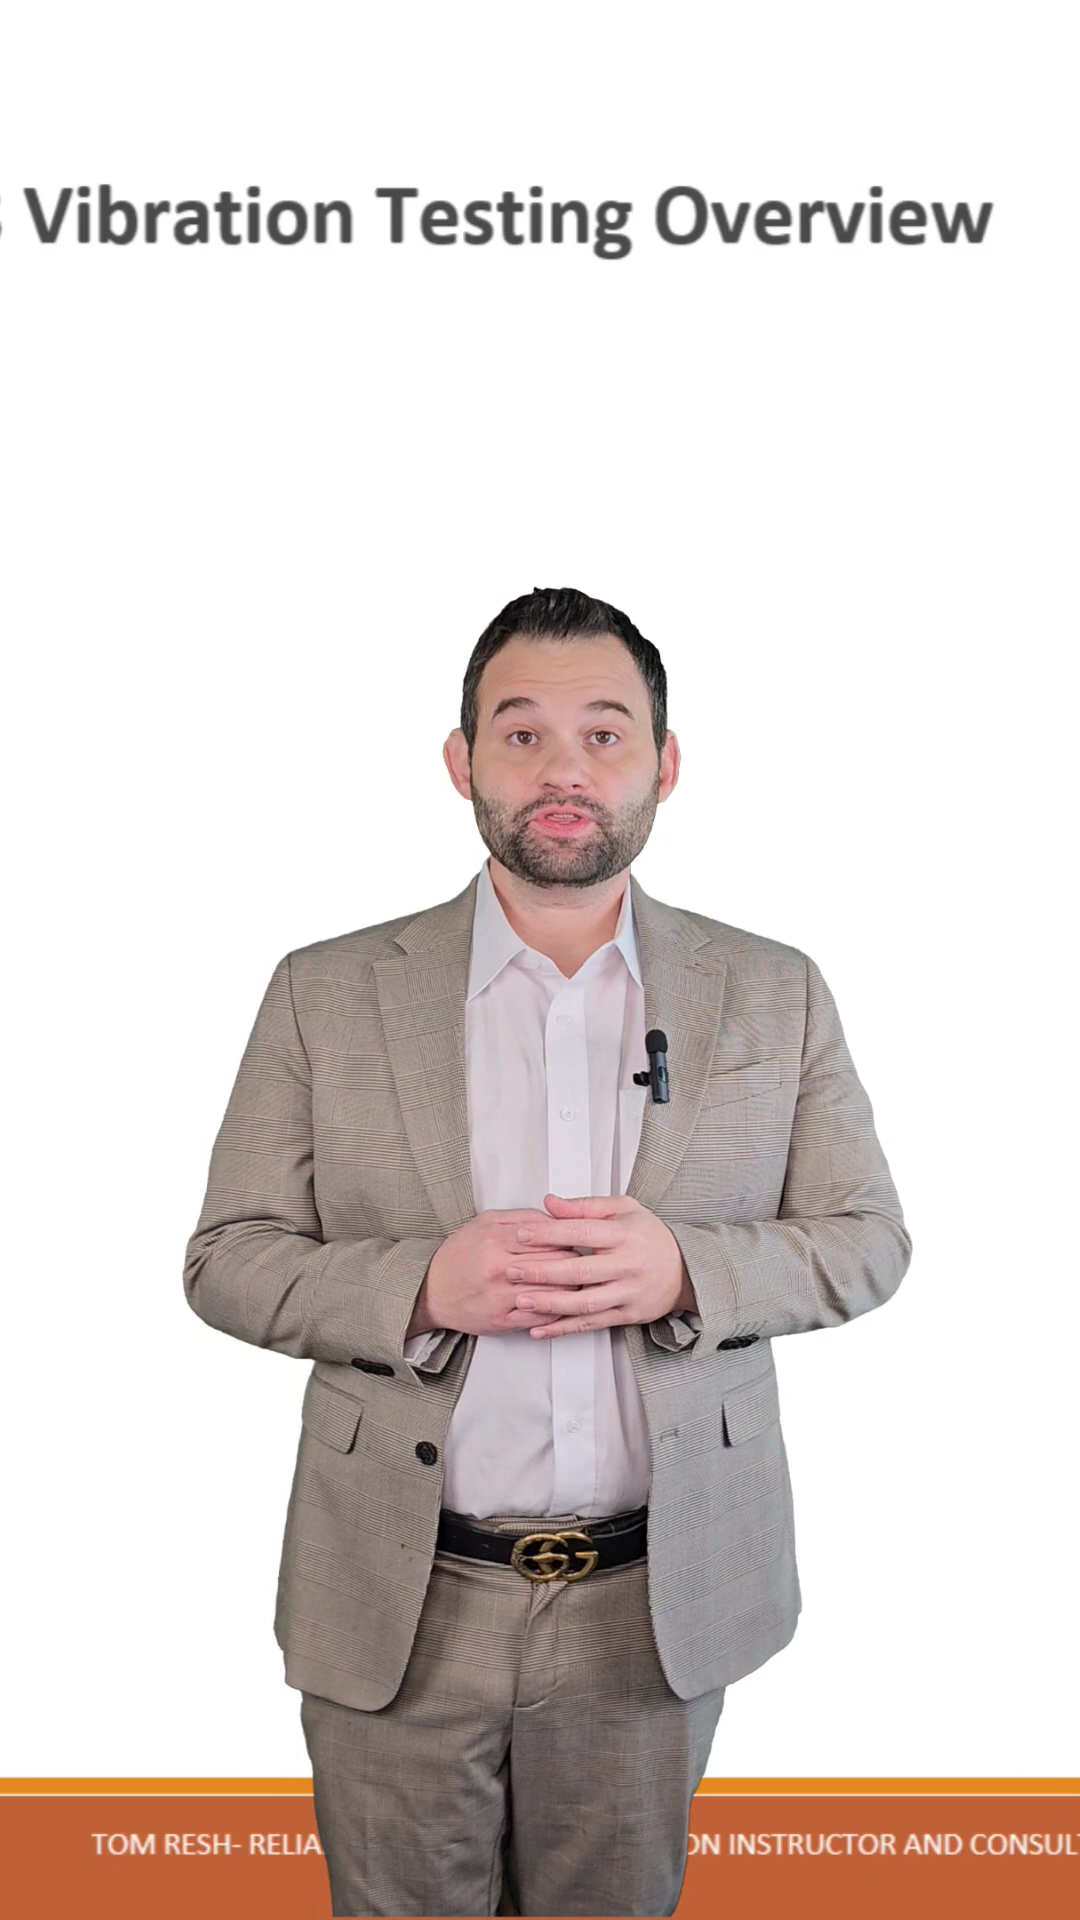 Vibration Testing Overview
TOM RESH- RELIA
ON INSTRUCTOR AND CONSUL